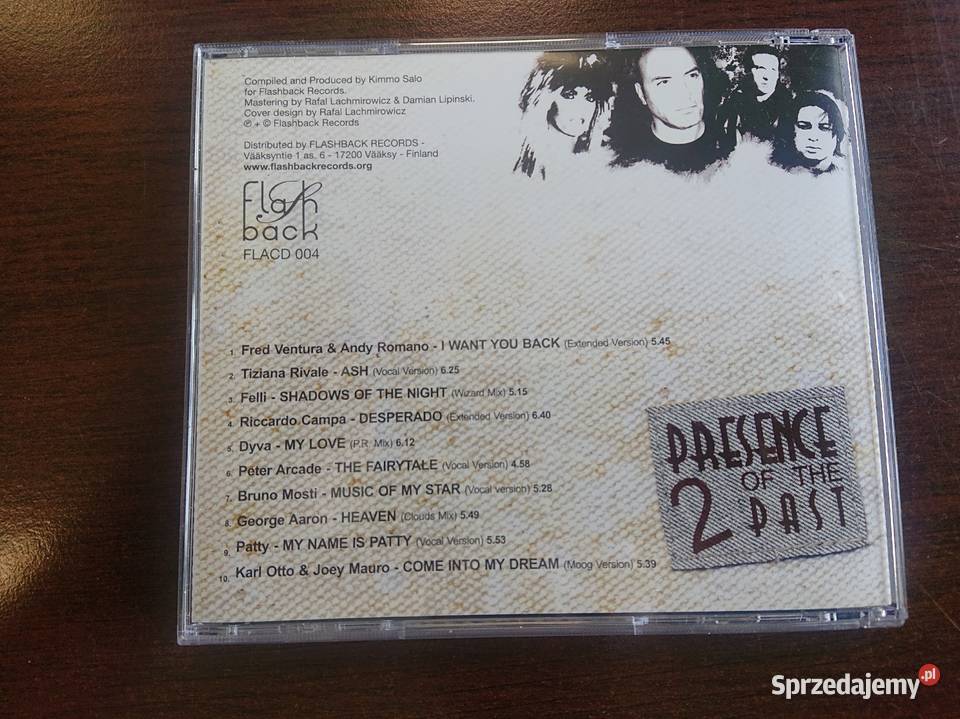 Compiled and Produced by Kimmo Salo
for Flashback Records.
Mastering by Rafal Lachmirowicz & Damian Lipinski.
Cover design by Rafal Lachmirowicz
℗ + © Flashback Records
Distributed by FLASHBACK RECORDS -
Vääksyntie 1 as. 6 - 17200 Vääksy - Finland
www.flashbackrecords.org
flash
back
FLACD 004
1. Fred Ventura & Andy Romano - I WANT YOU BACK (Extended Version) 5.45
2. Tiziana Rivale - ASH (Vocal Version) 6.25
3. Felli - SHADOWS OF THE NIGHT (Wizard Mix) 5.15
4. Riccardo Campa - DESPERADO (Extended Version) 6.40
5. Dyva - MY LOVE (P.R. Mix) 6.12
6. Peter Arcade - THE FAIRYTALE (Vocal Version) 4.58
7. Bruno Mosti - MUSIC OF MY STAR (Vocal version) 5.28
8. George Aaron - HEAVEN (Clouds Mix) 5.49
9. Patty - MY NAME IS PATTY (Vocal Version) 5.53
10. Karl Otto & Joey Mauro - COME INTO MY DREAM (Moog Version) 5.39
PRESENCE
OF THE
2 PAST
Sprzedajemy.pl